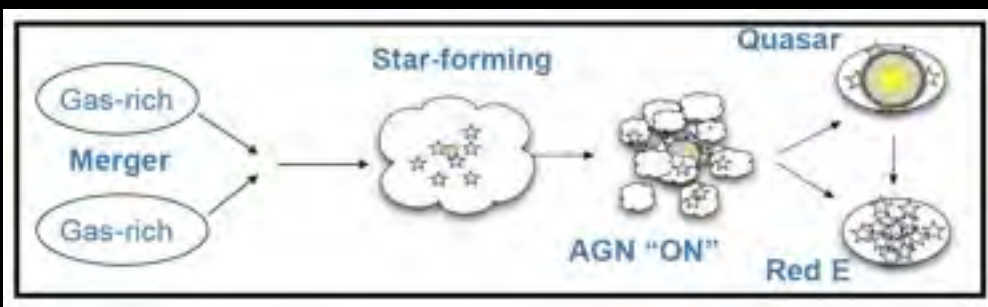 Gas-rich
Merger
Gas-rich
Star-forming
AGN “ON”
Quasar
Red E